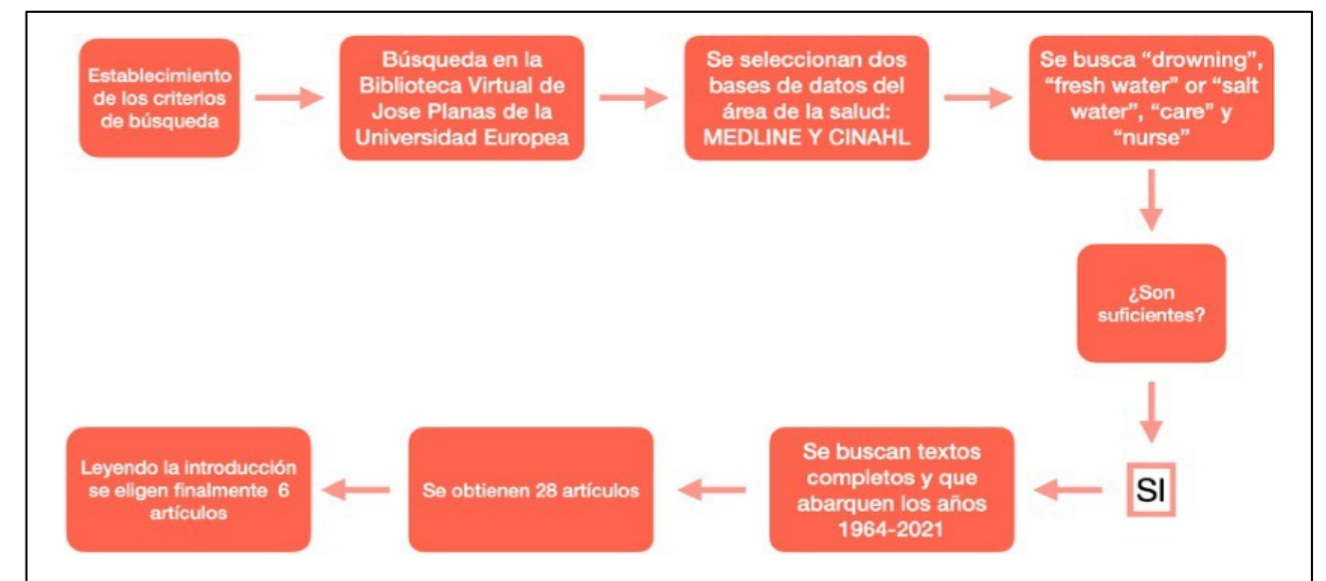 Establecimiento
de los criterios
de búsqueda
Búsqueda en la
Biblioteca Virtual de
Jose Planas de la
Universidad Europea
Se seleccionan dos
bases de datos del
área de la salud:
MEDLINE Y CINAHL
Se busca “drowning”,
“fresh water” or “salt
water”, “care” y
“nurse”
¿Son
suficientes?
SI
Se buscan textos
completos y que
abarquen los años
1964-2021
Se obtienen 28 artículos
Leyendo la introducción
se eligen finalmente 6
artículos